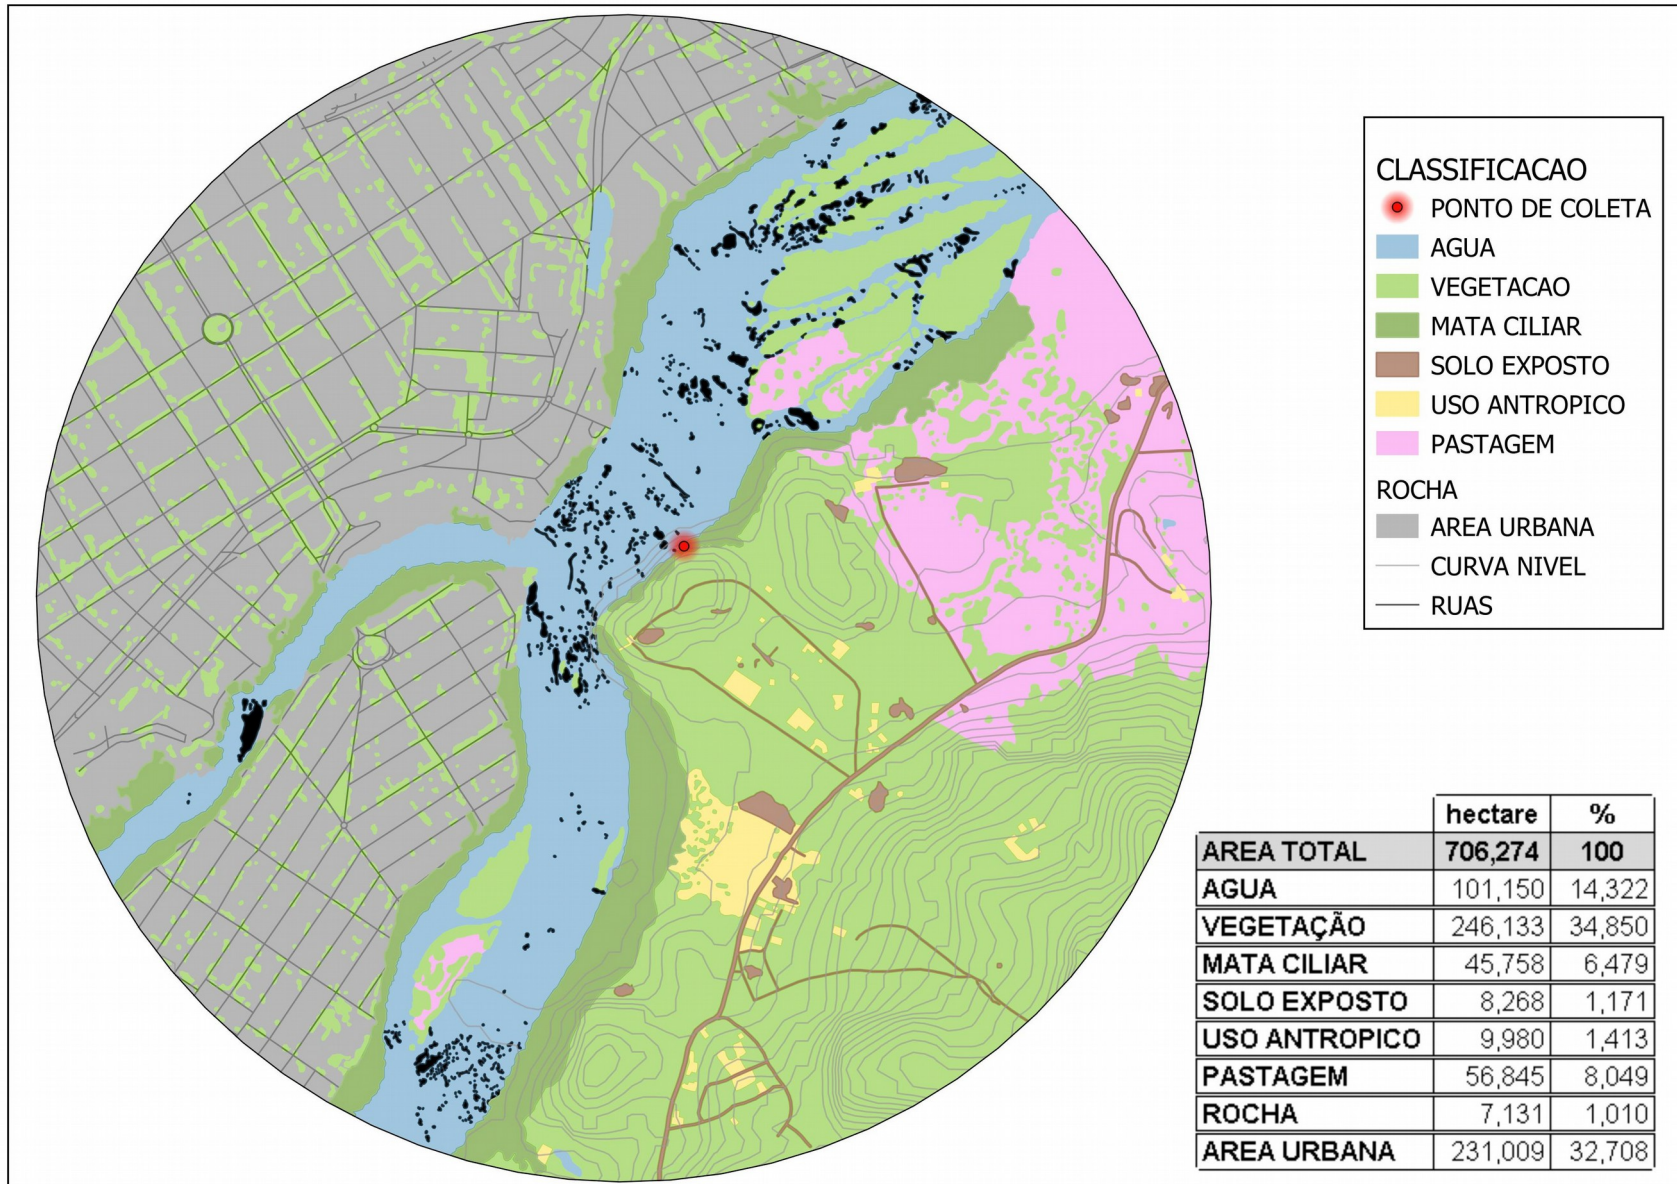 CLASSIFICACAO
PONTO DE COLETA
AGUA
VEGETACAO
MATA CILIAR
SOLO EXPOSTO
USO ANTROPICO
PASTAGEM
ROCHA
AREA URBANA
CURVA NIVEL
RUAS
hectare %
AREA TOTAL 706,274 100
AGUA 101,150 14,322
VEGETAÇÃO 246,133 34,850
MATA CILIAR 45,758 6,479
SOLO EXPOSTO 8,268 1,171
USO ANTROPICO 9,980 1,413
PASTAGEM 56,845 8,049
ROCHA 7,131 1,010
AREA URBANA 231,009 32,708